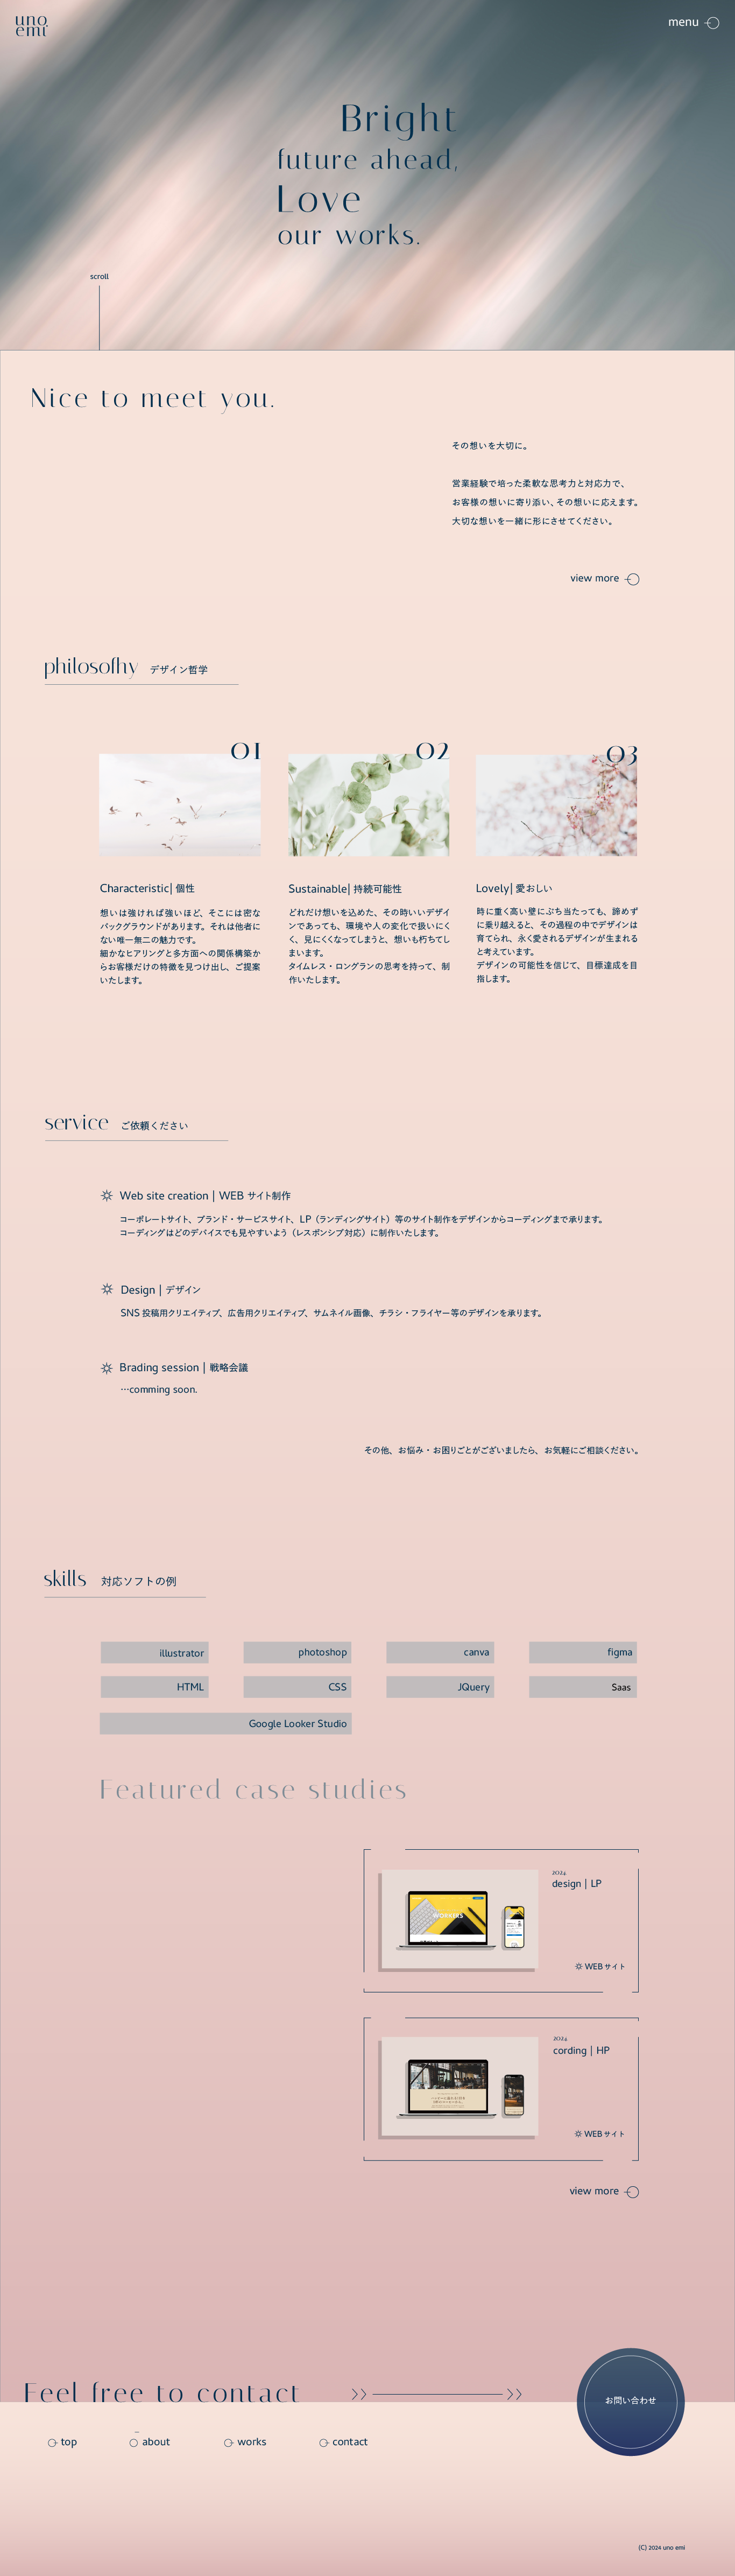 uno
emi
menu
Bright
future ahead,
Love
our works.
scroll
Nice to meet you.
その想いを大切に。
営業経験で培った柔軟な思考力と対応力で、
お客様の想いに寄り添い、その想いに応えます。
大切な想いを一緒に形にさせてください。
view more
philosofhy デザイン哲学
01
02
03
Characteristic| 個性
想いは強ければ強いほど、そこには密な
バックグラウンドがあります。それは他者に
ない唯一無二の魅力です。
細かなヒアリングと多方面への関係構築か
らお客様だけの特徴を見つけ出し、ご提案
いたします。
Sustainable| 持続可能性
どれだけ想いを込めた、その時いいデザイ
ンであっても、環境や人の変化で扱いにく
く、見にくくなってしまうと、想いも朽ちてし
まいます。
タイムレス・ロングランの思考を持って、制
作いたします。
Lovely| 愛おしい
時に重く高い壁にぶち当たっても、諦めず
に乗り越えると、その過程の中でデザインは
育てられ、永く愛されるデザインが生まれる
と考えています。
デザインの可能性を信じて、目標達成を目
指します。
service ご依頼ください
Web site creation | WEB サイト制作
コーポレートサイト、ブランド・サービスサイト、LP（ランディングサイト）等のサイト制作をデザインからコーディングまで承ります。
コーディングはどのデバイスでも見やすいよう（レスポンシブ対応）に制作いたします。
Design | デザイン
SNS 投稿用クリエイティブ、広告用クリエイティブ、サムネイル画像、チラシ・フライヤー等のデザインを承ります。
Brading session | 戦略会議
…comming soon.
その他、お悩み・お困りごとがございましたら、お気軽にご相談ください。
skills 対応ソフトの例
illustrator
photoshop
canva
figma
HTML
CSS
JQuery
Saas
Google Looker Studio
Featured case studies
2024
design | LP
WORKERS
WEBサイト
2024
cording | HP
WEBサイト
view more
Feel free to contact
お問い合わせ
top
about
works
contact
(C) 2024 uno emi